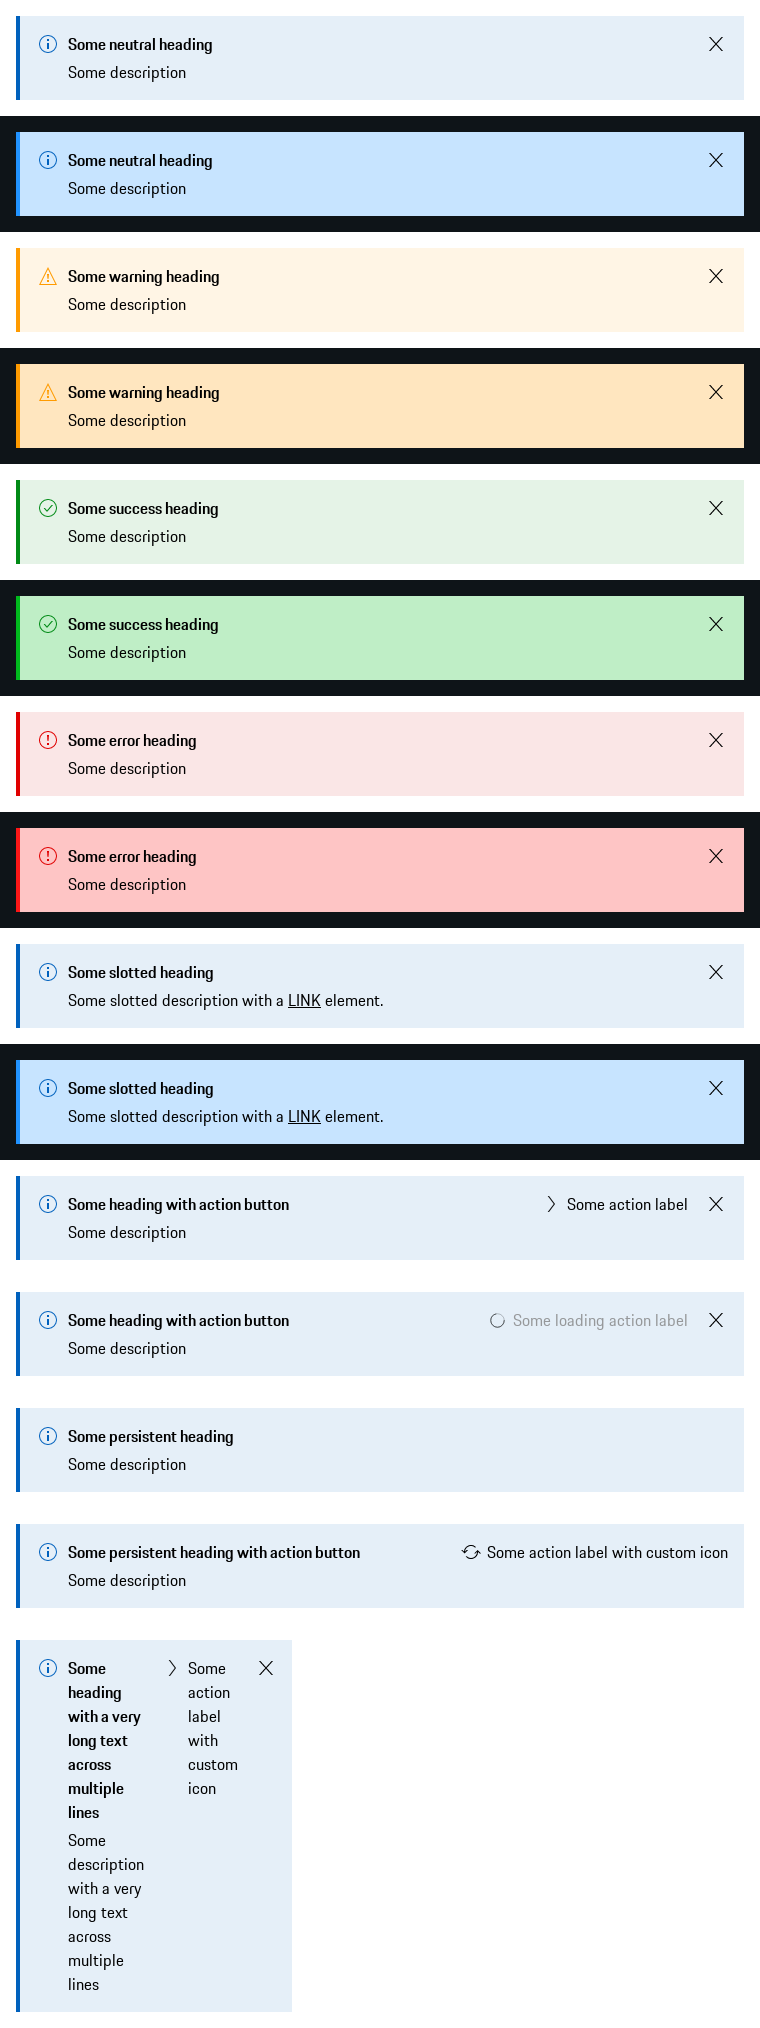 Some neutral heading
Some description
Some neutral heading
Some description
Some warning heading
Some description
Some warning heading
Some description
Some success heading
Some description
Some success heading
Some description
Some error heading
Some description
Some error heading
Some description
Some slotted heading
Some slotted description with a LINK element.
Some slotted heading
Some slotted description with a LINK element.
Some heading with action button
Some action label
Some description
Some heading with action button
Some loading action label
Some description
Some persistent heading
Some description
Some persistent heading with action button
Some action label with custom icon
Some description
Some
heading
with a very
long text
across
multiple
lines
Some
description
with a very
long text
across
multiple
lines
Some
action
label
with
custom
icon